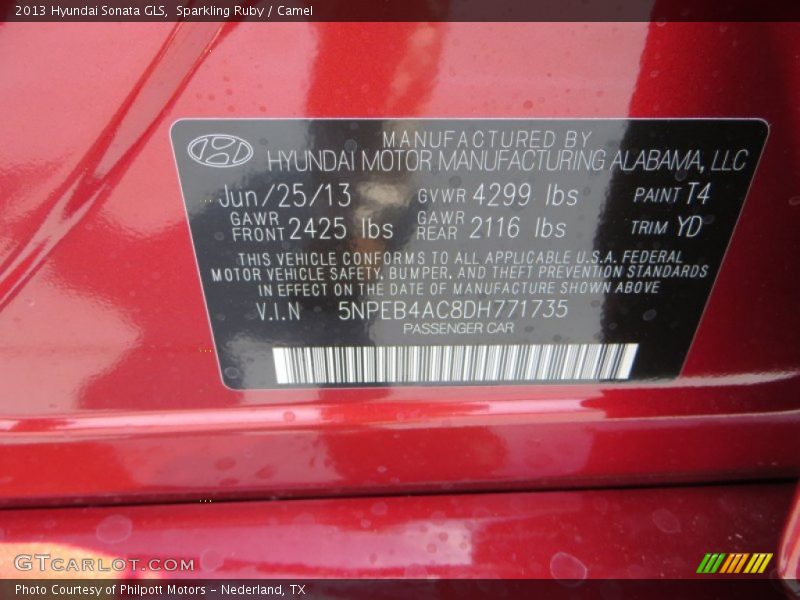 2013 Hyundai Sonata GLS, Sparkling Ruby / Camel
MANUFACTURED BY
HYUNDAI MOTOR MANUFACTURING ALABAMA, LLC
Jun/25/13 GVWR 4299 lbs PAINT T4
GAWR FRONT 2425 lbs GAWR REAR 2116 lbs TRIM YD
THIS VEHICLE CONFORMS TO ALL APPLICABLE U.S.A. FEDERAL
MOTOR VEHICLE SAFETY, BUMPER, AND THEFT PREVENTION STANDARDS
IN EFFECT ON THE DATE OF MANUFACTURE SHOWN ABOVE
V.I.N 5NPEB4AC8DH771735
PASSENGER CAR
GTCARLOT.COM
Photo Courtesy of Philpott Motors - Nederland, TX